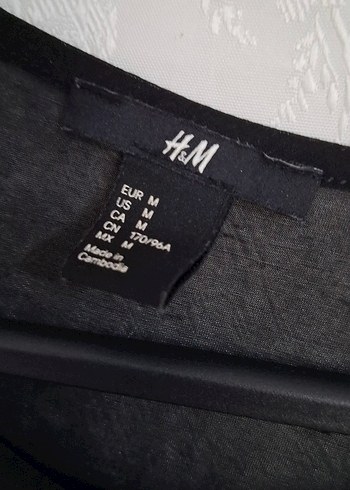 H&M
EUR M
US M
CA M
CN 170/96A
MX M
Made in
Cambodia